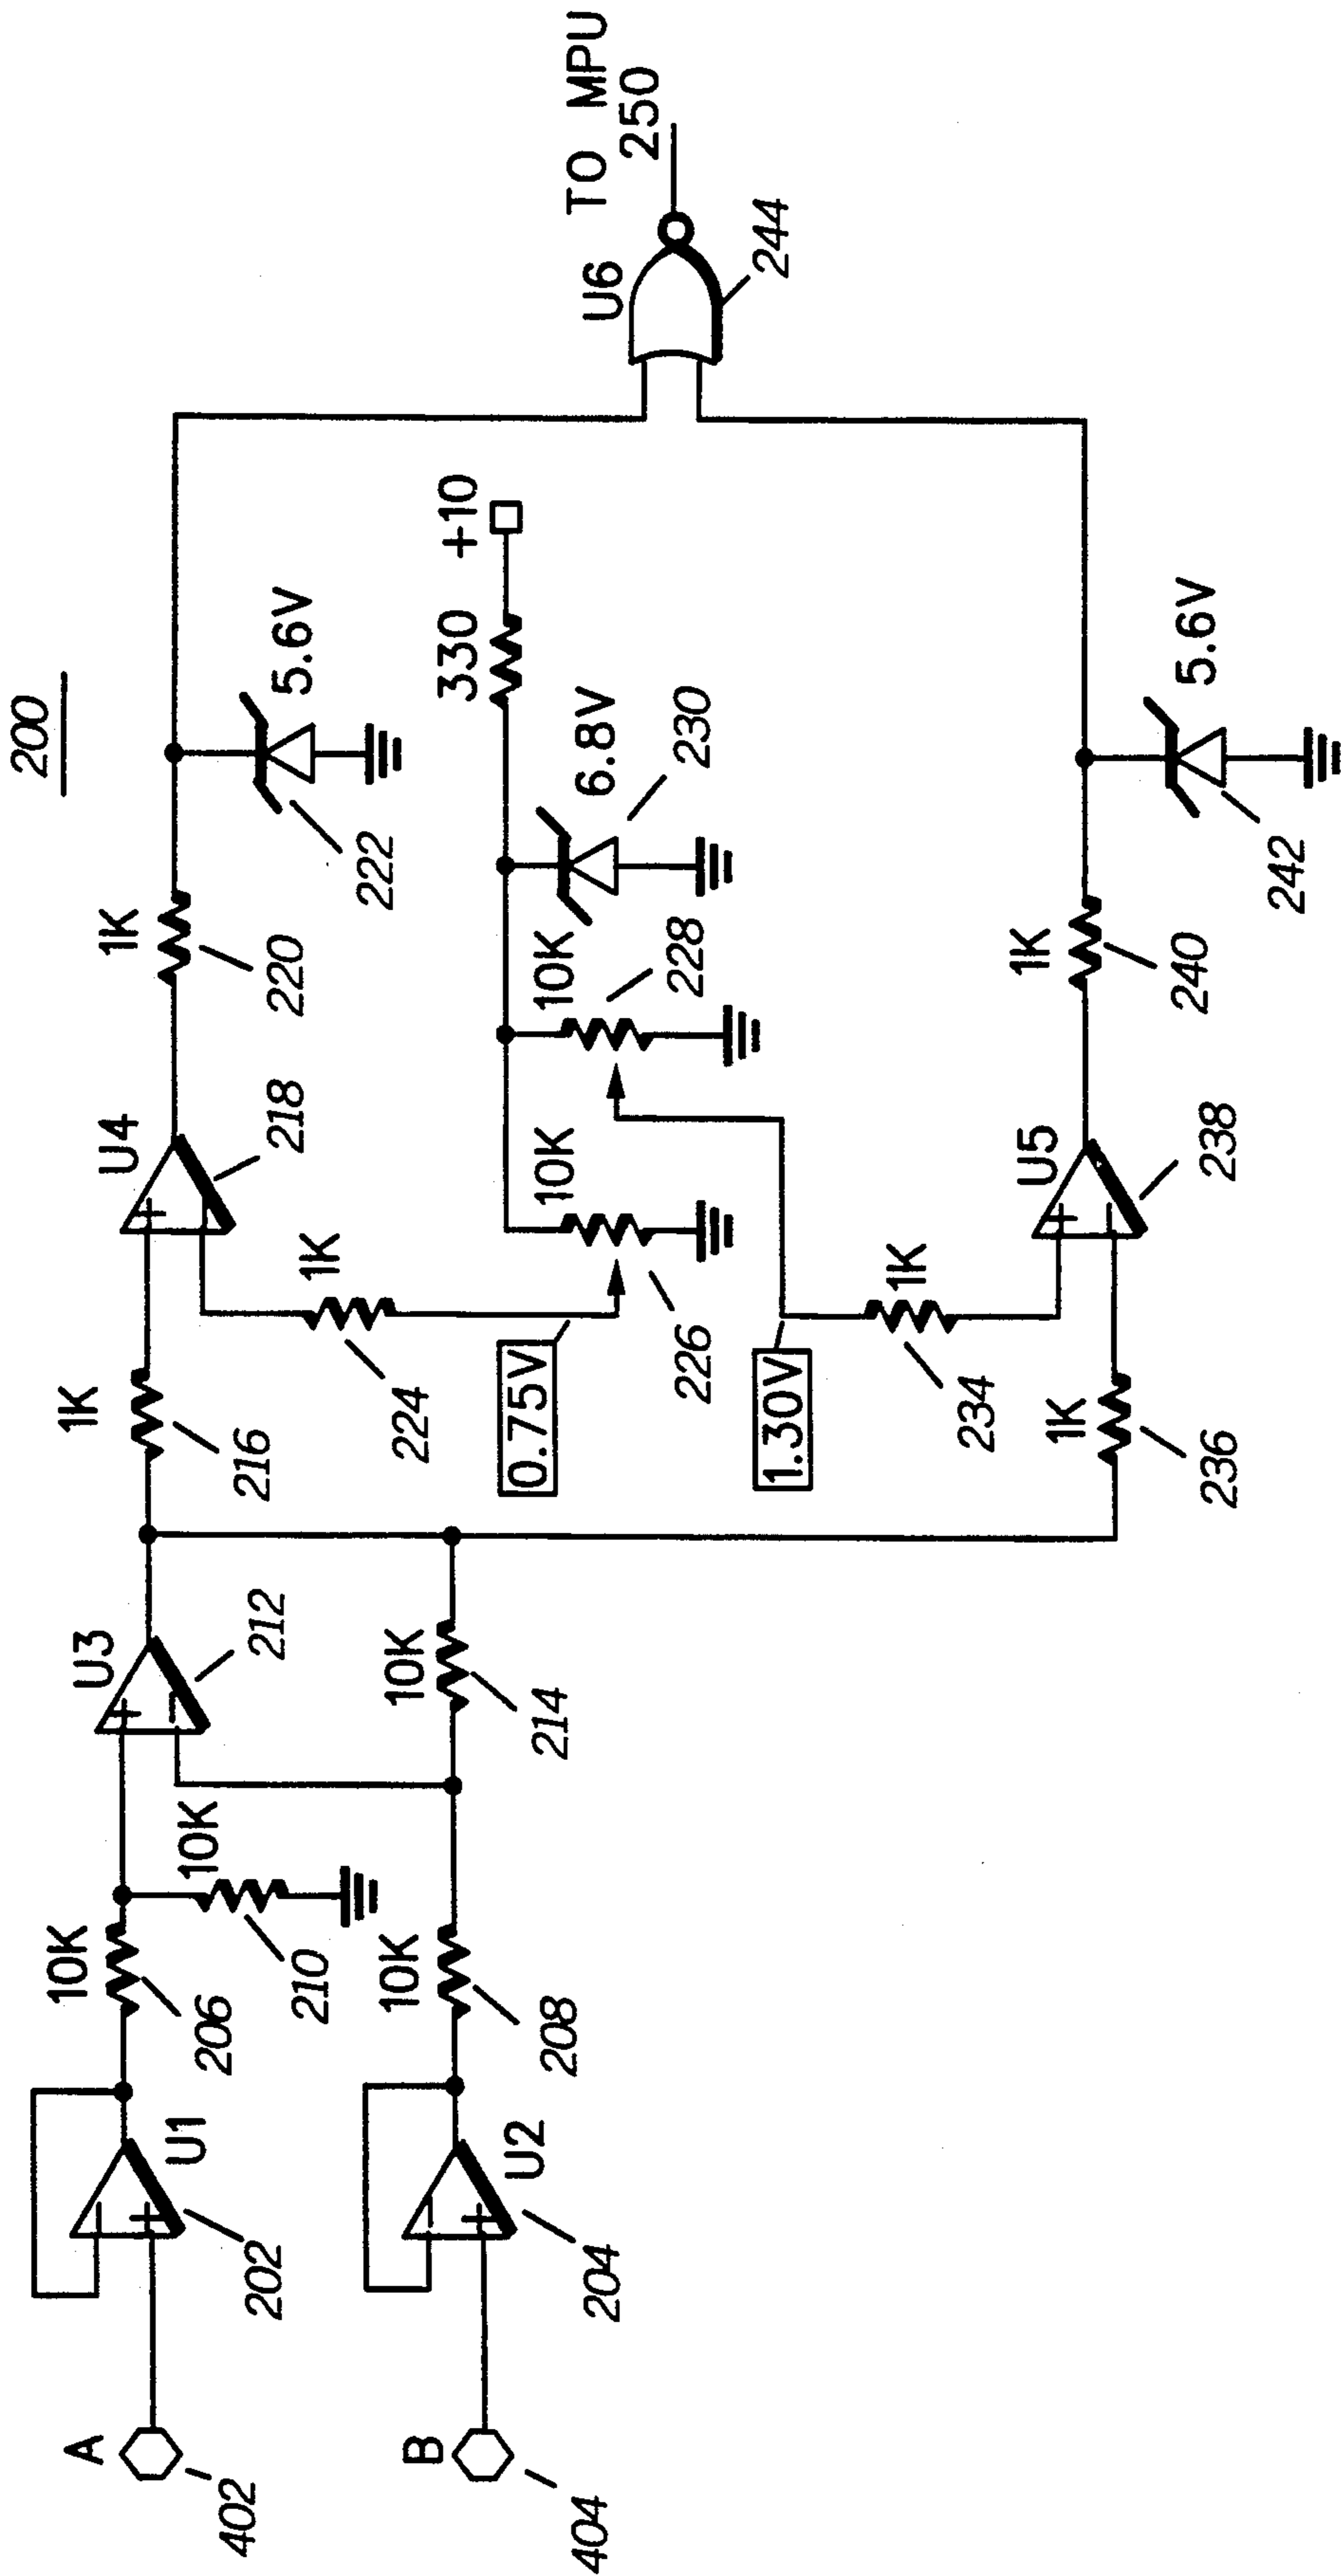 200
A
402
B
404
U1
202
U2
204
10K
206
10K
210
10K
208
U3
212
10K
214
1K
216
U4
218
1K
224
0.75V
1K
220
5.6V
222
10K
226
10K
228
6.8V
230
330
+10
1.30V
1K
234
1K
236
U5
238
1K
240
5.6V
242
U6
244
TO MPU
250